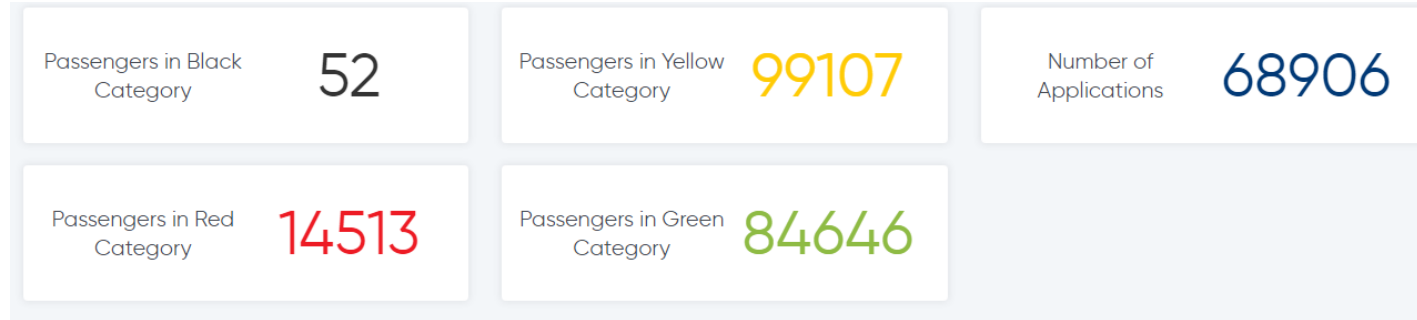 Passengers in Black
Category
52
Passengers in Yellow
Category
99107
Number of
Applications
68906
Passengers in Red
Category
14513
Passengers in Green
Category
84646